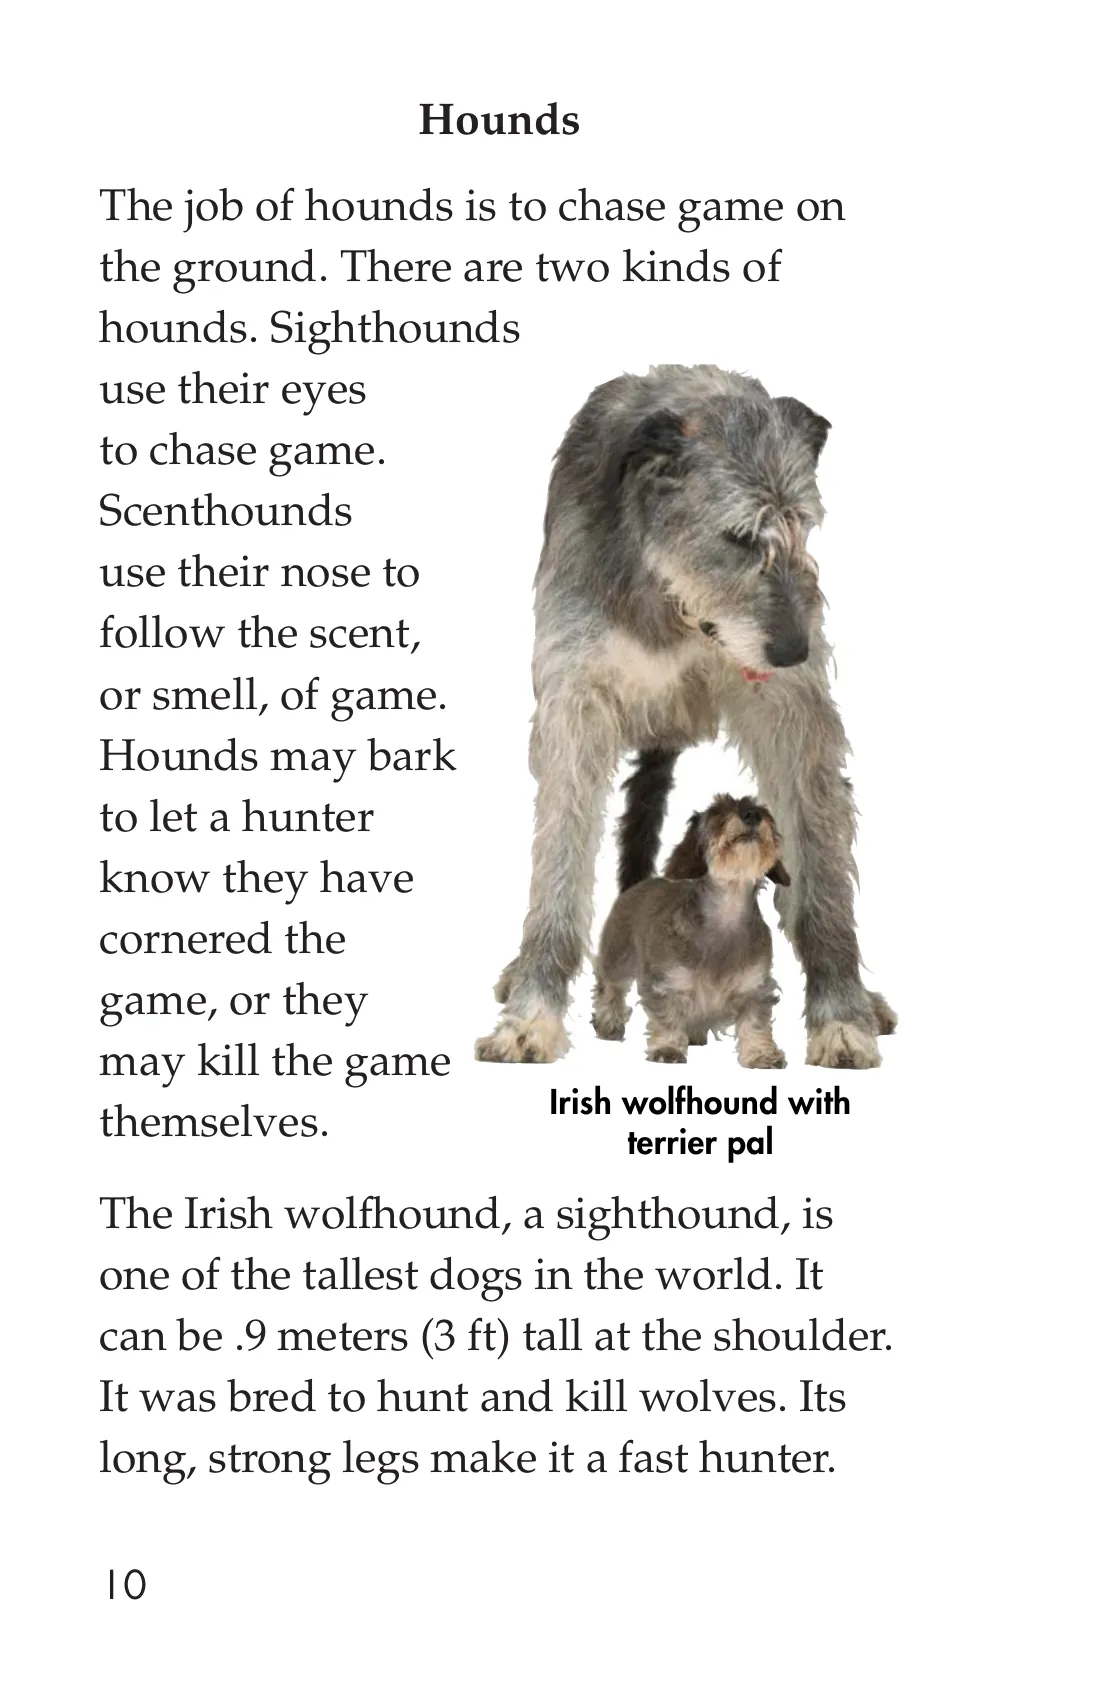 Hounds
The job of hounds is to chase game on
the ground. There are two kinds of
hounds. Sighthounds
use their eyes
to chase game.
Scenthounds
use their nose to
follow the scent,
or smell, of game.
Hounds may bark
to let a hunter
know they have
cornered the
game, or they
may kill the game
themselves.
Irish wolfhound with
terrier pal
The Irish wolfhound, a sighthound, is
one of the tallest dogs in the world. It
can be .9 meters (3 ft) tall at the shoulder.
It was bred to hunt and kill wolves. Its
long, strong legs make it a fast hunter.
10